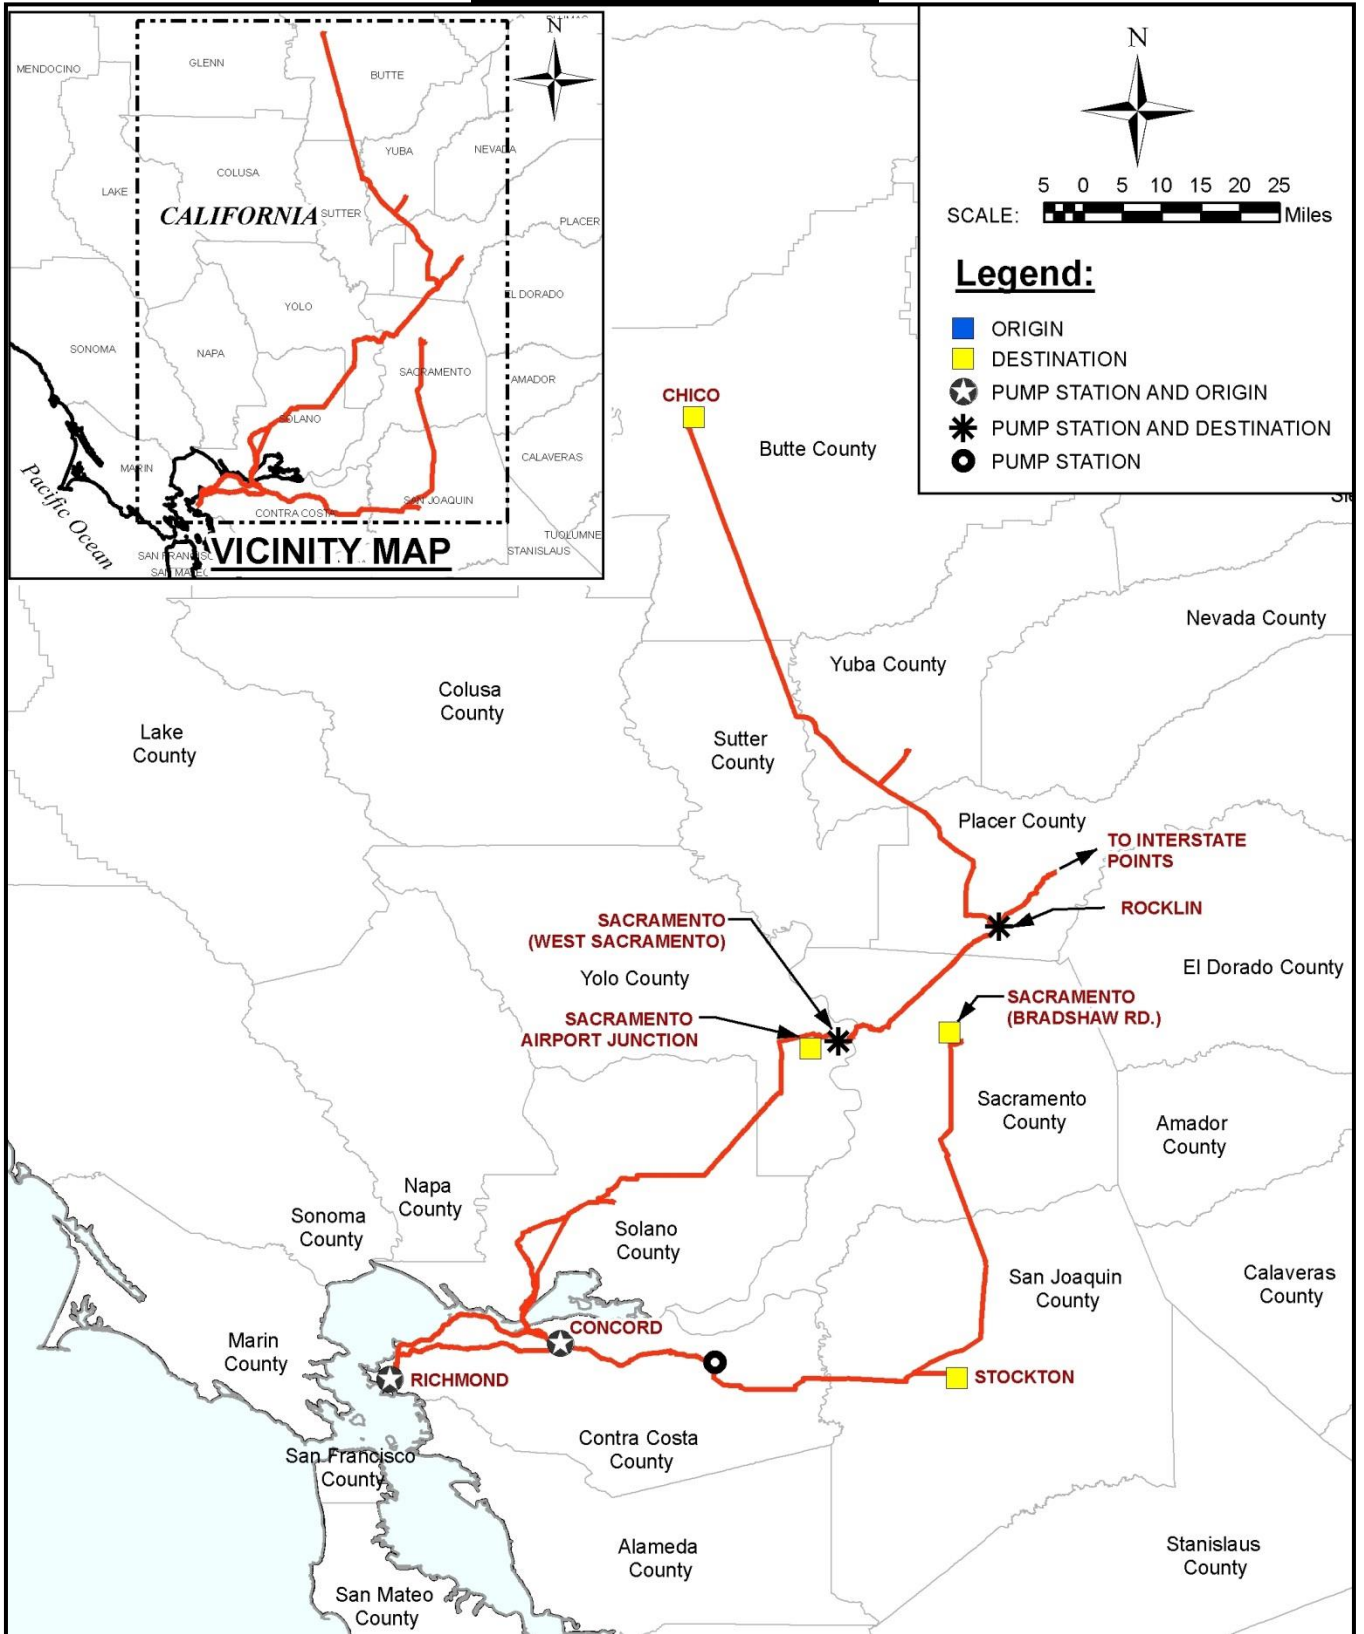 PLUMAS
N
MENDOCINO
GLENN
BUTTE
LAKE
COLUSA
YUBA
NEVADA
CALIFORNIA
SUTTER
PLACER
YOLO
EL DORADO
SONOMA
NAPA
SACRAMENTO
AMADOR
SOLANO
MARIN
CALAVERAS
Pacific Ocean
CONTRA COSTA
SAN JOAQUIN
TUOLUMNE
SAN FRANCISC
VICINITY MAP
STANISLAUS
SAN MATEO
N
5 0 5 10 15 20 25
SCALE:
Miles
Legend:
ORIGIN
DESTINATION
PUMP STATION AND ORIGIN
PUMP STATION AND DESTINATION
PUMP STATION
CHICO
Butte County
Nevada County
Yuba County
Colusa
County
Lake
County
Sutter
County
Placer County
TO INTERSTATE
POINTS
ROCKLIN
SACRAMENTO
(WEST SACRAMENTO)
Yolo County
El Dorado County
SACRAMENTO
(BRADSHAW RD.)
SACRAMENTO
AIRPORT JUNCTION
Sacramento
County
Amador
County
Napa
County
Sonoma
County
Solano
County
San Joaquin
County
Calaveras
County
Marin
County
CONCORD
RICHMOND
STOCKTON
Contra Costa
County
San Francisco
County
Alameda
County
Stanislaus
County
San Mateo
County